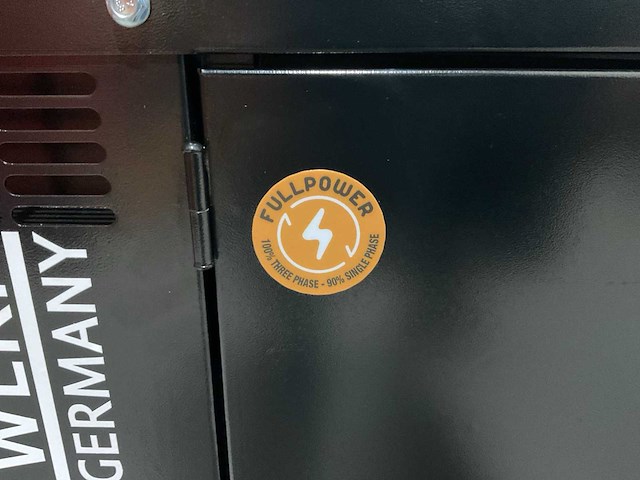 FULLPOWER
100% THREE PHASE - 90% SINGLE PHASE
GERMANY